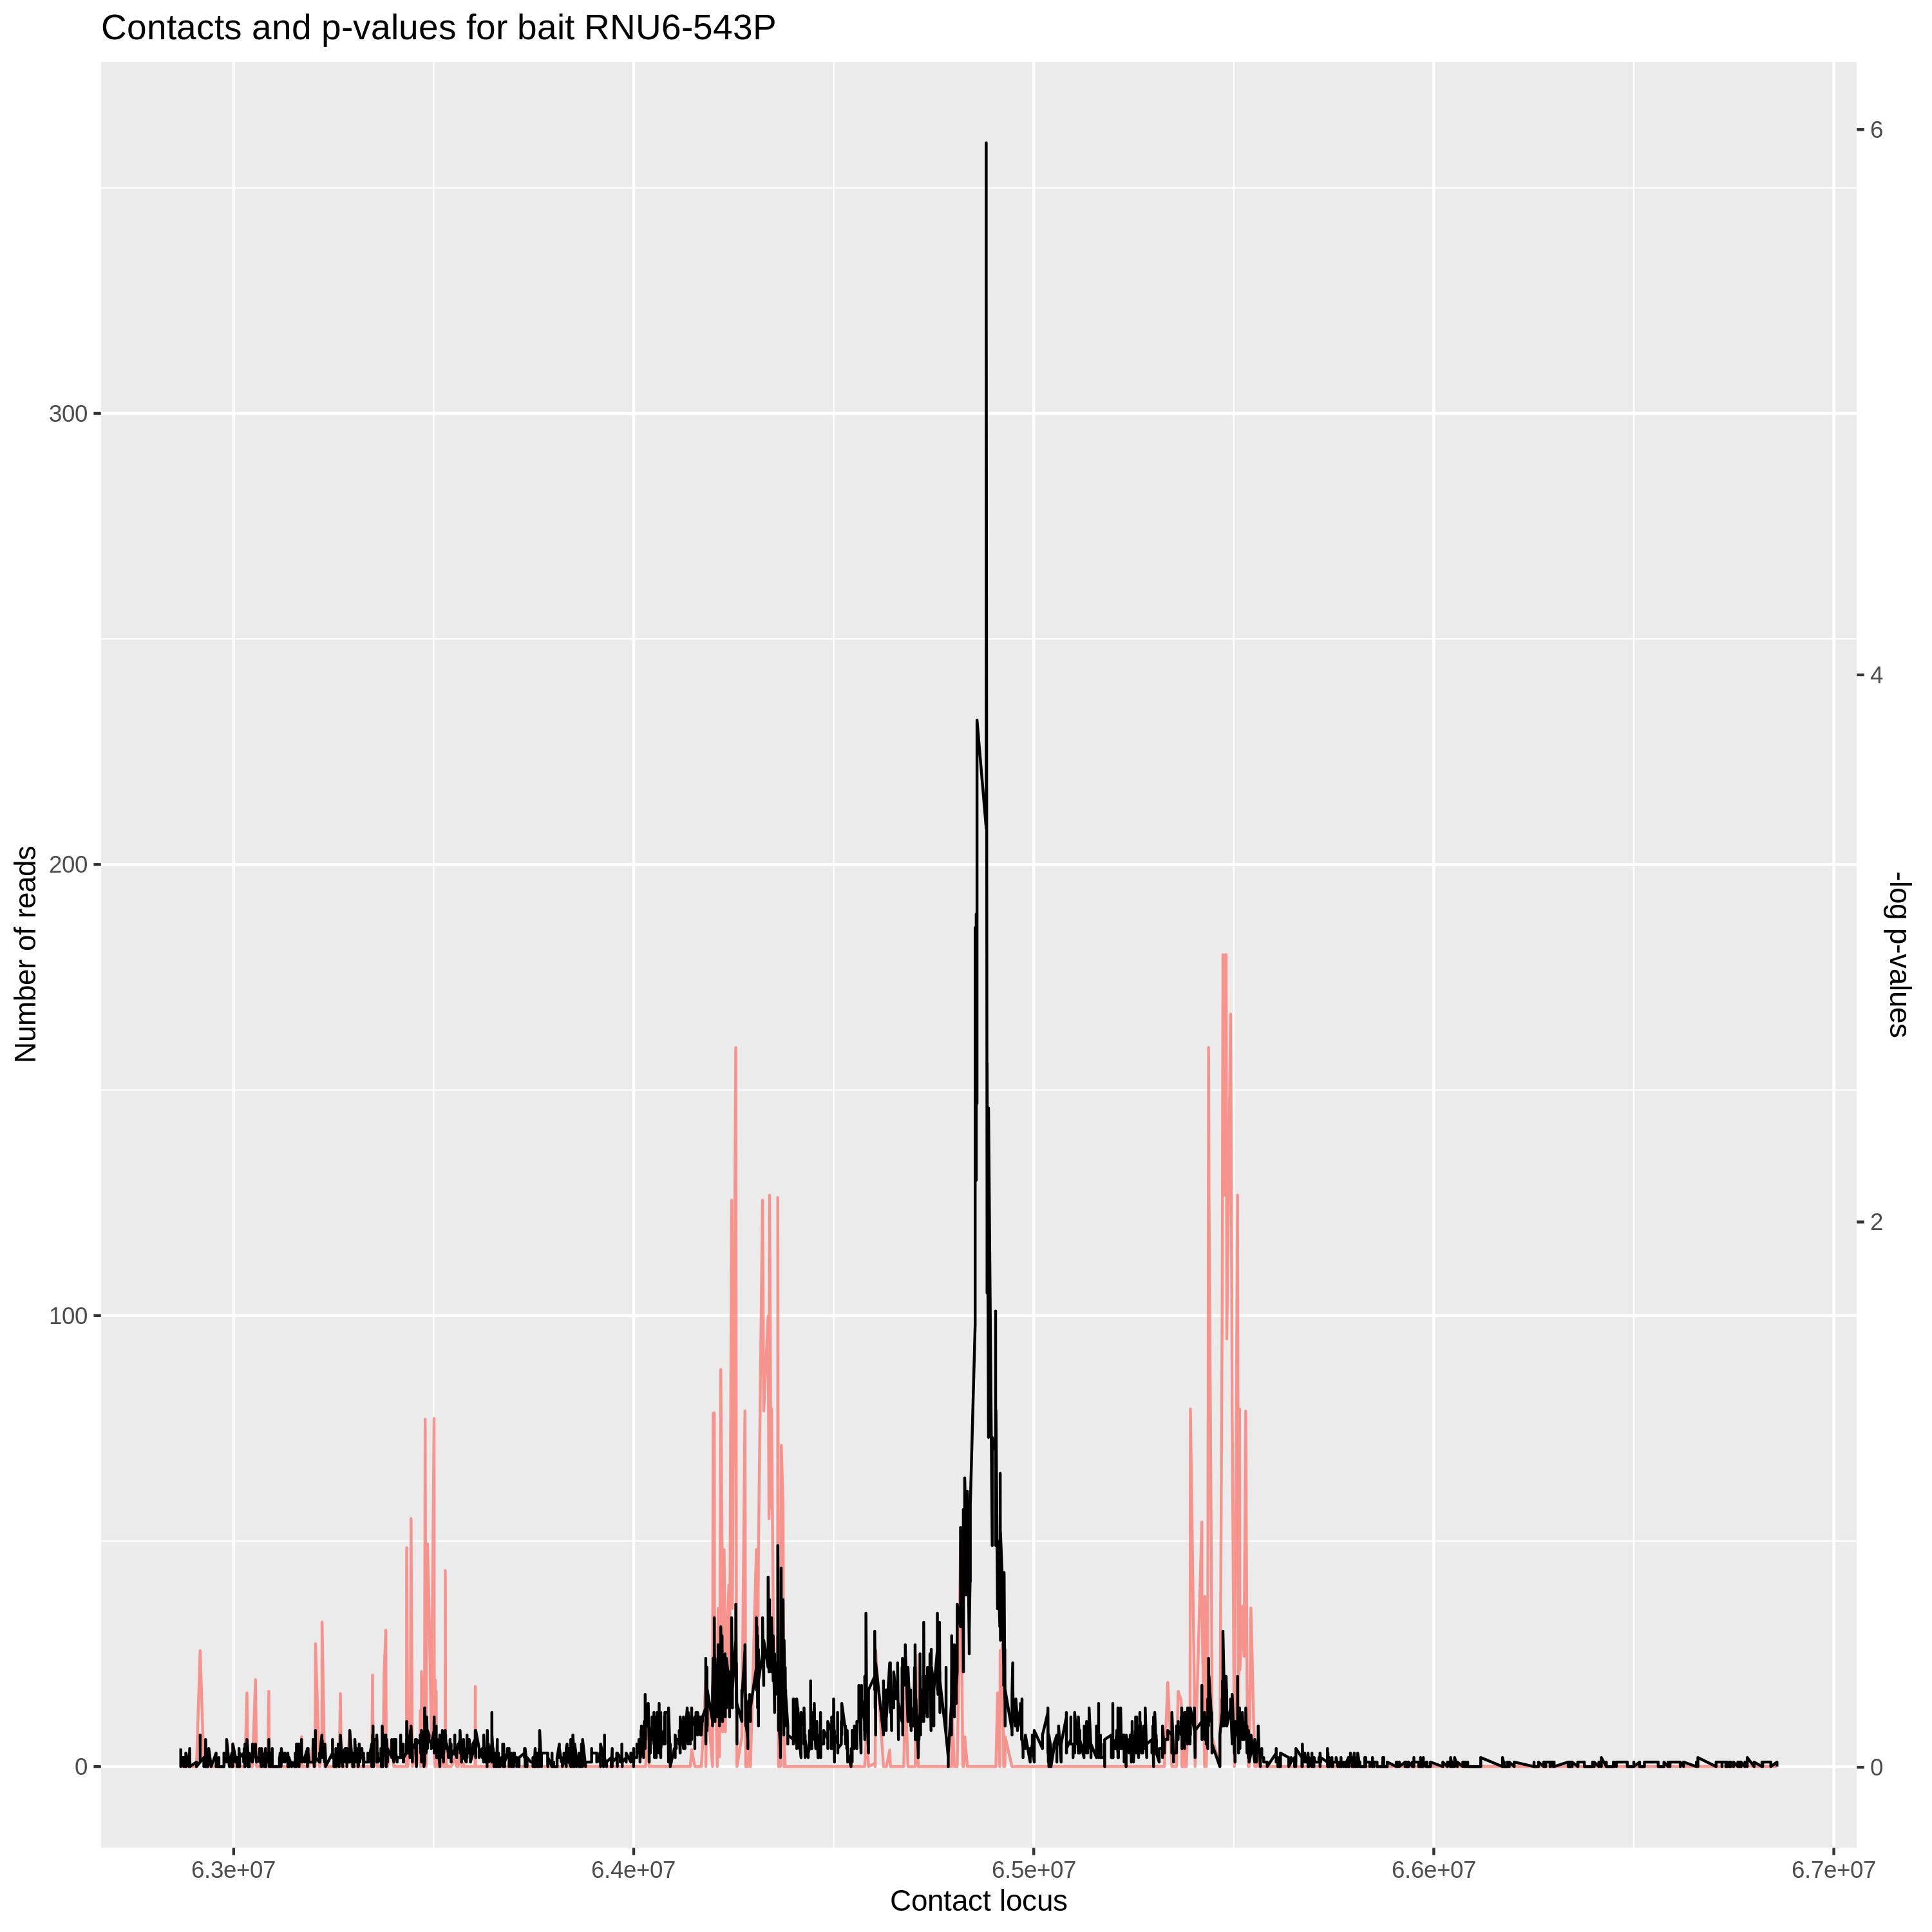 Contacts and p-values for bait RNU6-543P
6
300
4
200
Number of reads
-log p-values
2
100
0
0
6.3e+07
6.4e+07
6.5e+07
6.6e+07
6.7e+07
Contact locus